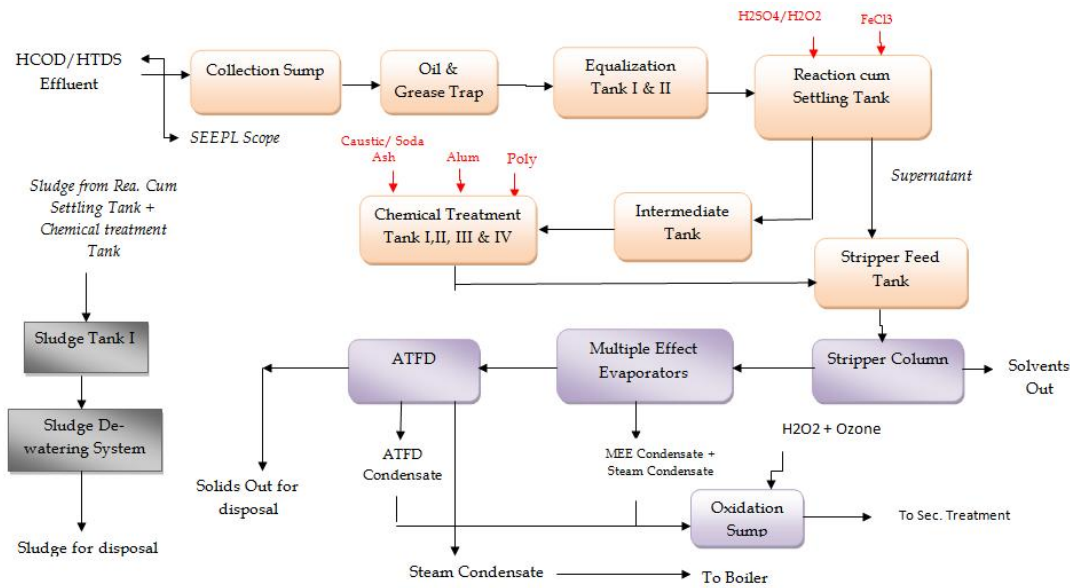 H2SO4/H2O2
FeCl3
HCOD/HTDS
Effluent
Collection Sump
Oil &
Grease Trap
Equalization
Tank I & II
Reaction cum
Settling Tank
SEEPL Scope
Caustic/ Soda
Ash
Alum
Poly
Supernatant
Sludge from Rea. Cum
Settling Tank +
Chemical treatment
Tank
Chemical Treatment
Tank I,II, III & IV
Intermediate
Tank
Stripper Feed
Tank
Sludge Tank I
ATFD
Multiple Effect
Evaporators
Stripper Column
Solvents
Out
Sludge De-
watering System
H2O2 + Ozone
ATFD
Condensate
MEE Condensate +
Steam Condensate
Solids Out for
disposal
Oxidation
Sump
To Sec. Treatment
Sludge for disposal
Steam Condensate
To Boiler